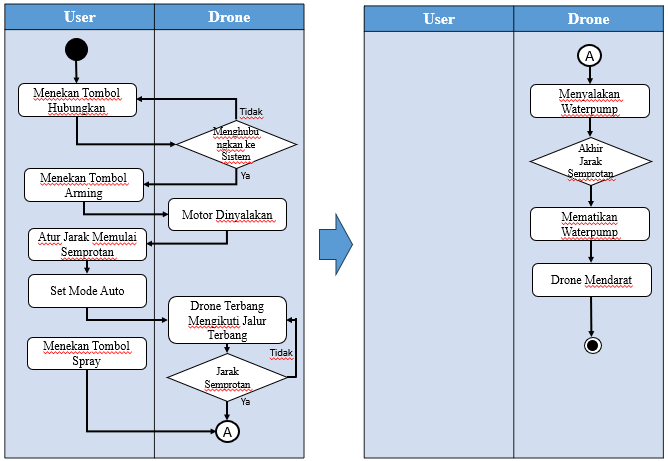 User
Drone
Menekan Tombol
Hubungkan
Tidak
Menghubu
ngkan ke
Sistem
Ya
Menekan Tombol
Arming
Motor Dinyalakan
Atur Jarak Memulai
Semprotan
Set Mode Auto
Drone Terbang
Mengikuti Jalur
Terbang
Menekan Tombol
Spray
Tidak
Jarak
Semprotan
Ya
A
User
Drone
A
Menyalakan
Waterpump
Akhir
Jarak
Semprotan
Mematikan
Waterpump
Drone Mendarat